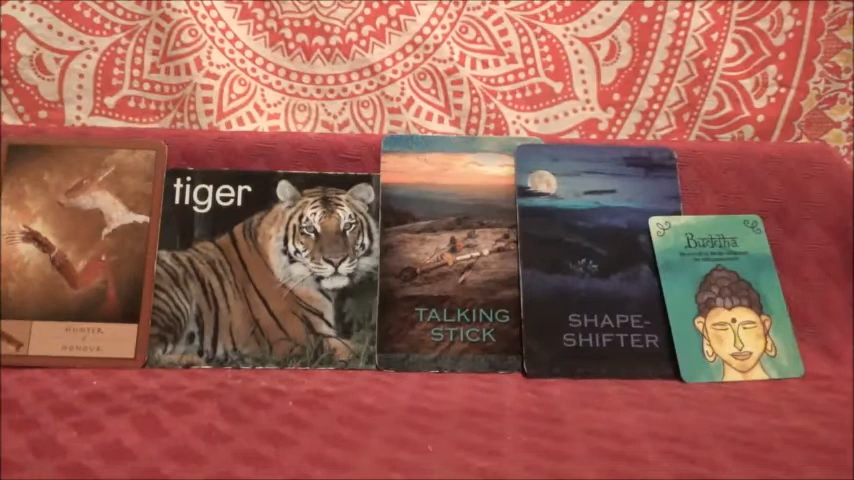 HUNTER
HONOUR
tiger
TALKING
STICK
SHAPE-
SHIFTER
Buddha